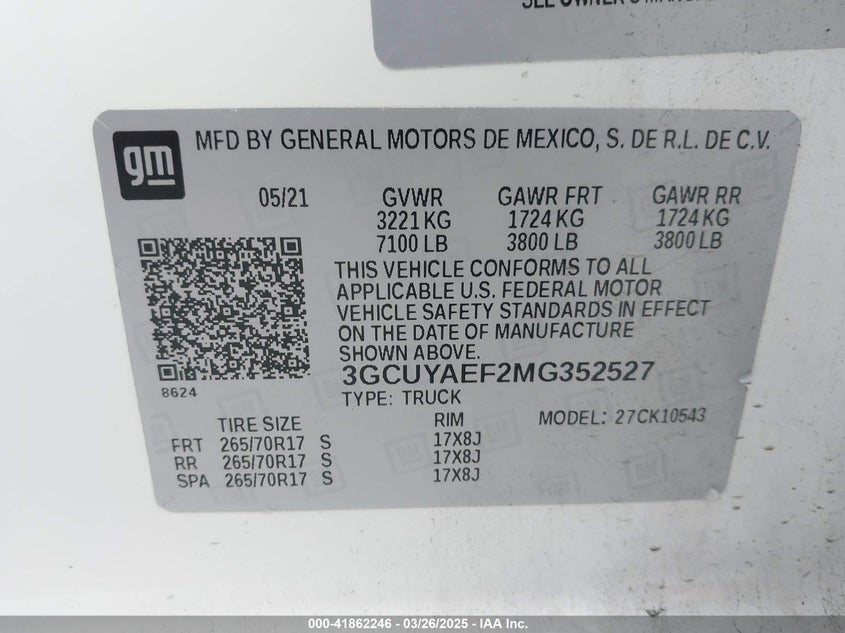 SEE OWNER'S MANUAL
gm
MFD BY GENERAL MOTORS DE MEXICO, S. DE R.L. DE C.V.
05/21 GVWR GAWR FRT GAWR RR
3221 KG 1724 KG 1724 KG
7100 LB 3800 LB 3800 LB
THIS VEHICLE CONFORMS TO ALL
APPLICABLE U.S. FEDERAL MOTOR
VEHICLE SAFETY STANDARDS IN EFFECT
ON THE DATE OF MANUFACTURE
SHOWN ABOVE.
8624
3GCUYAEF2MG352527
TYPE: TRUCK
TIRE SIZE RIM MODEL: 27CK10543
FRT 265/70R17 S 17X8J
RR 265/70R17 S 17X8J
SPA 265/70R17 S 17X8J
000-41862246 - 03/26/2025 - IAA Inc.